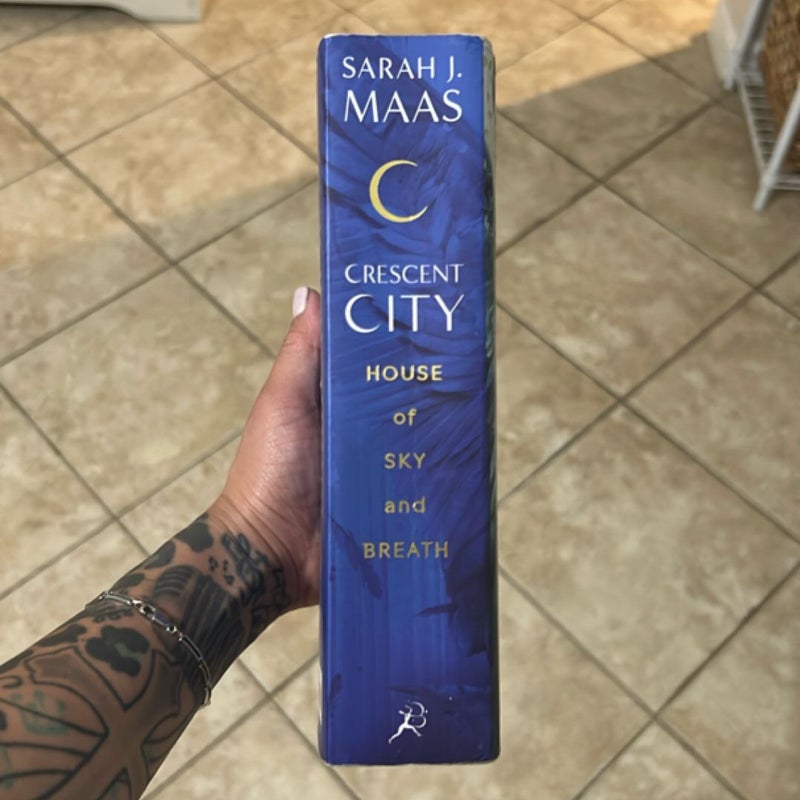 SARAH J.
MAAS
CRESCENT
CITY
HOUSE
of
SKY
and
BREATH